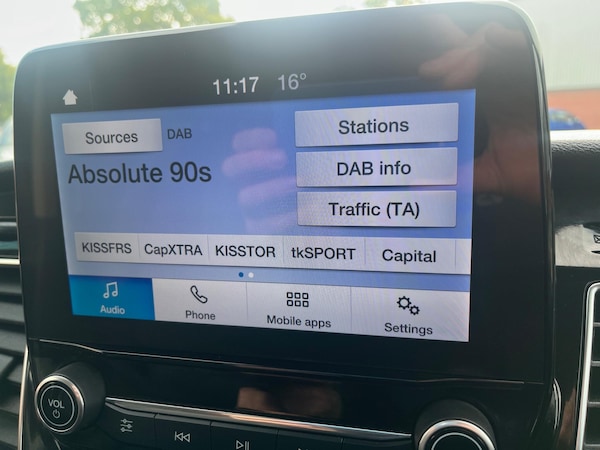 11:17 16°
Sources DAB
Stations
Absolute 90s
DAB info
Traffic (TA)
KISSFRS CapXTRA KISSTOR tkSPORT Capital
Audio
Phone
Mobile apps
Settings
VOL